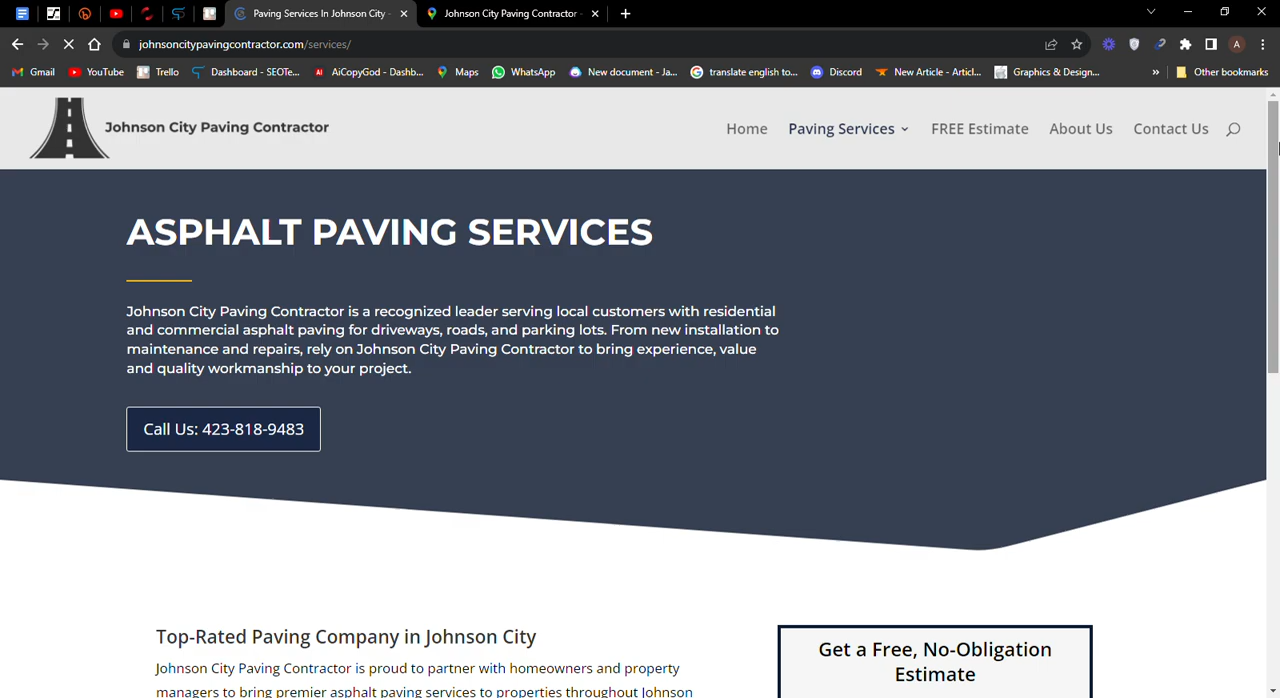 Paving Services In Johnson City -
Johnson City Paving Contractor -
johnsoncitypavingcontractor.com/services/
A
Gmail
YouTube
Trello
Dashboard - SEOTe...
AiCopyGod - Dashb...
Maps
WhatsApp
New document - Ja...
translate english to...
Discord
New Article - Articl...
Graphics & Design...
»
Other bookmarks
Johnson City Paving Contractor
Home
Paving Services
FREE Estimate
About Us
Contact Us
ASPHALT PAVING SERVICES
Johnson City Paving Contractor is a recognized leader serving local customers with residential
and commercial asphalt paving for driveways, roads, and parking lots. From new installation to
maintenance and repairs, rely on Johnson City Paving Contractor to bring experience, value
and quality workmanship to your project.
Call Us: 423-818-9483
Top-Rated Paving Company in Johnson City
Johnson City Paving Contractor is proud to partner with homeowners and property
managers to bring premier asphalt paving services to properties throughout Johnson
Get a Free, No-Obligation
Estimate